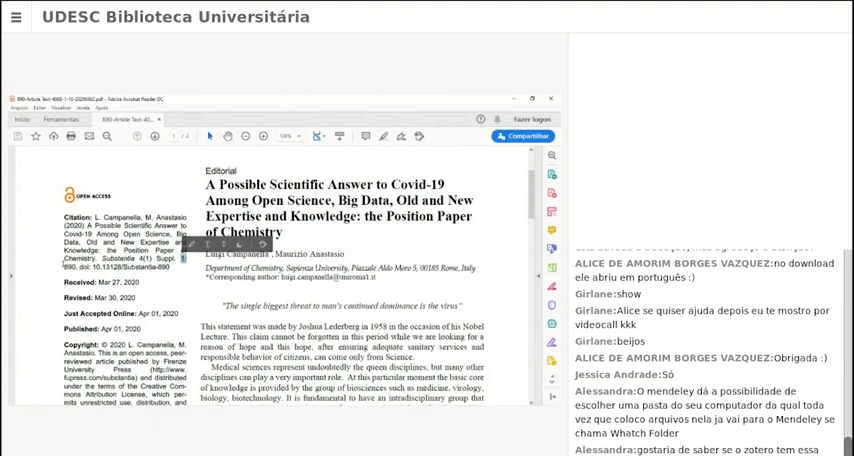 UDESC Biblioteca Universitária
890-Article Text-4066-1-10-20200402.pdf - Adobe Acrobat Reader DC
Arquivo Editar Visualizar Janela Ajuda
Início Ferramentas 890-Article Text-40... × Fazer logon
1 / 2 Compartilhar
OPEN ACCESS
Citation: L. Campanella, M. Anastasio
(2020) A Possible Scientific Answer to
Covid-19 Among Open Science, Big
Data, Old and New Expertise and
Knowledge: the Position Paper of
Chemistry. Substantia 4(1) Suppl. 1:
890. doi: 10.13128/Substantia-890
Received: Mar 27, 2020
Revised: Mar 30, 2020
Just Accepted Online: Apr 01, 2020
Published: Apr 01, 2020
Copyright: © 2020 L. Campanella, M.
Anastasio. This is an open access, peer-
reviewed article published by Firenze
University Press (http://www.
fupress.com/substantia) and distributed
under the terms of the Creative Com-
mons Attribution License, which per-
mits unrestricted use, distribution, and
Editorial
A Possible Scientific Answer to Covid-19
Among Open Science, Big Data, Old and New
Expertise and Knowledge: the Position Paper
of Chemistry
Luigi Campanella, Maurizio Anastasio
Department of Chemistry, Sapienza University, Piazzale Aldo Moro 5, 00185 Rome, Italy
*Corresponding author: luigi.campanella@uniroma1.it
"The single biggest threat to man's continued dominance is the virus"
This statement was made by Joshua Lederberg in 1958 in the occasion of his Nobel
Lecture. This claim cannot be forgotten in this period while we are looking for a
reason of hope and this hope, after ensuring adequate sanitary services and
responsible behavior of citizens, can come only from Science.
Medical sciences represent undoubtedly the queen disciplines, but many other
disciplines can play a very important role. At this particular moment the basic core
of knowledge is provided by the group of biosciences such as medicine, virology,
biology, biotechnology. It is fundamental to have an intradisciplinary group that
ALICE DE AMORIM BORGES VAZQUEZ:no download
ele abriu em português :)
Girlane:show
Girlane:Alice se quiser ajuda depois eu te mostro por
videocall kkk
Girlane:beijos
ALICE DE AMORIM BORGES VAZQUEZ:Obrigada :)
Jessica Andrade:Só
Alessandra:O mendeley dá a possibilidade de
escolher uma pasta do seu computador da qual toda
vez que coloco arquivos nela ja vai para o Mendeley se
chama Whatch Folder
Alessandra:gostaria de saber se o zotero tem essa